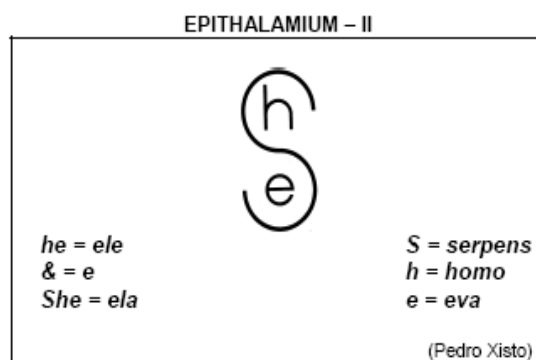 EPITHALAMIUM – II
S
h
e
he = ele
& = e
She = ela
S = serpens
h = homo
e = eva
(Pedro Xisto)